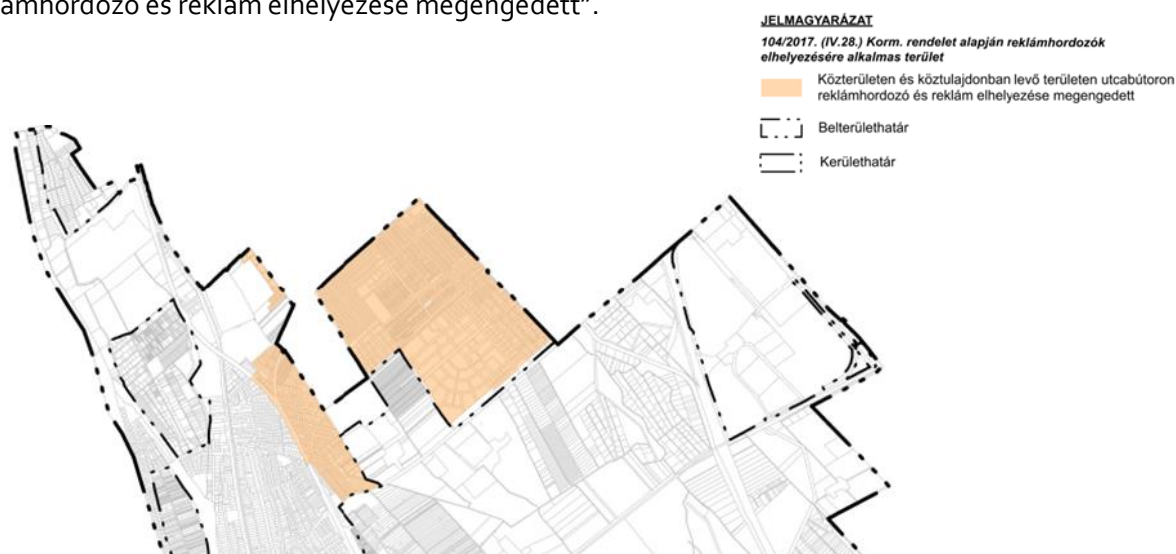 ámhordozó és reklám elhelyezése megengedett”.
JELMAGYARÁZAT
104/2017. (IV.28.) Korm. rendelet alapján reklámhordozók
elhelyezésére alkalmas terület
Közterületen és köztulajdonban levő területen utcabútoron
reklámhordozó és reklám elhelyezése megengedett
Belterülethatár
Kerülethatár